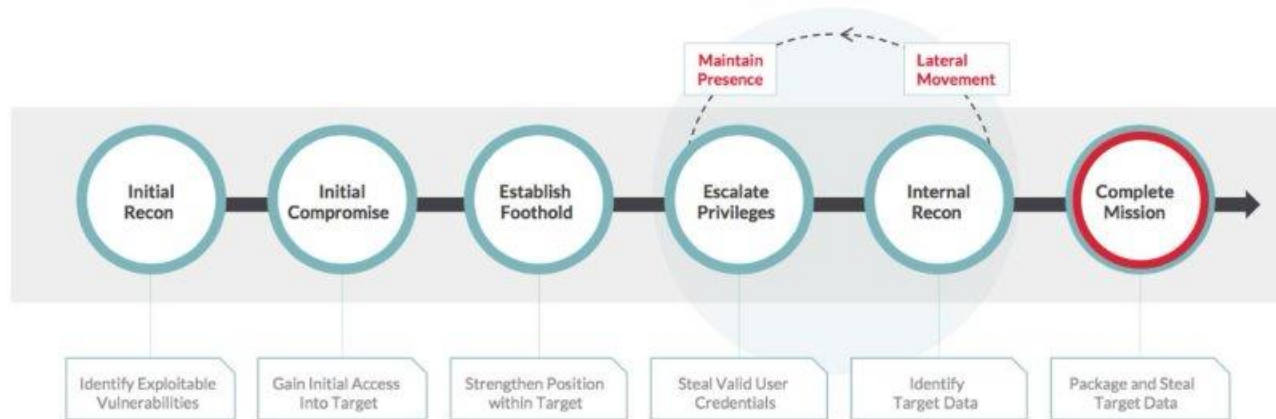 Maintain
Presence
Lateral
Movement
Initial
Recon
Initial
Compromise
Establish
Foothold
Escalate
Privileges
Internal
Recon
Complete
Mission
Identify Exploitable
Vulnerabilities
Gain Initial Access
Into Target
Strengthen Position
within Target
Steal Valid User
Credentials
Identify
Target Data
Package and Steal
Target Data